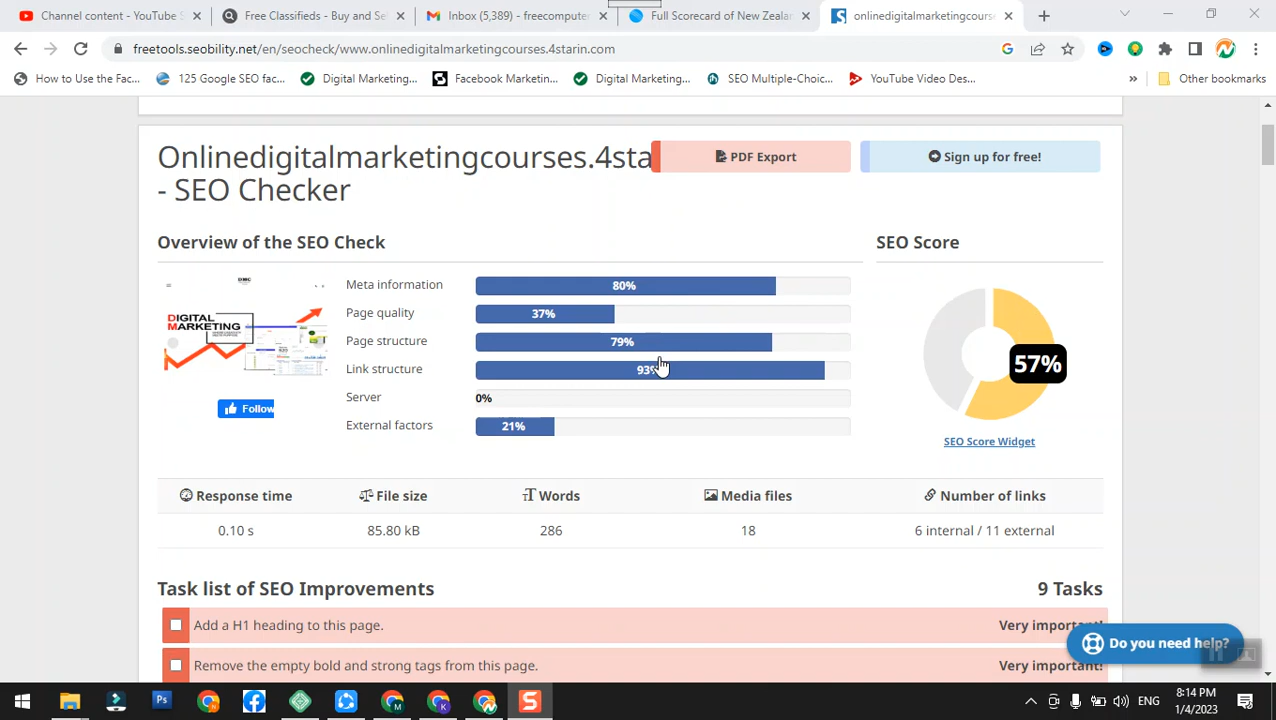 Channel content - YouTube S
Free Classifieds - Buy and Se
Inbox (5,389) - freecompute
Full Scorecard of New Zealan
onlinedigitalmarketingcourse
freetools.seobility.net/en/seocheck/www.onlinedigitalmarketingcourses.4starin.com
How to Use the Fac...
125 Google SEO fac...
Digital Marketing...
Facebook Marketin...
Digital Marketing...
SEO Multiple-Choic...
YouTube Video Des...
»
Other bookmarks
Onlinedigitalmarketingcourses.4sta
- SEO Checker
PDF Export
Sign up for free!
Overview of the SEO Check
SEO Score
DIGITAL
MARKETING
Follow
Meta information 80%
Page quality 37%
Page structure 79%
Link structure 93%
Server 0%
External factors 21%
57%
SEO Score Widget
Response time File size Words Media files Number of links
0.10 s 85.80 kB 286 18 6 internal / 11 external
Task list of SEO Improvements 9 Tasks
Add a H1 heading to this page. Very important!
Remove the empty bold and strong tags from this page. Very important!
Do you need help?
ENG
8:14 PM
1/4/2023